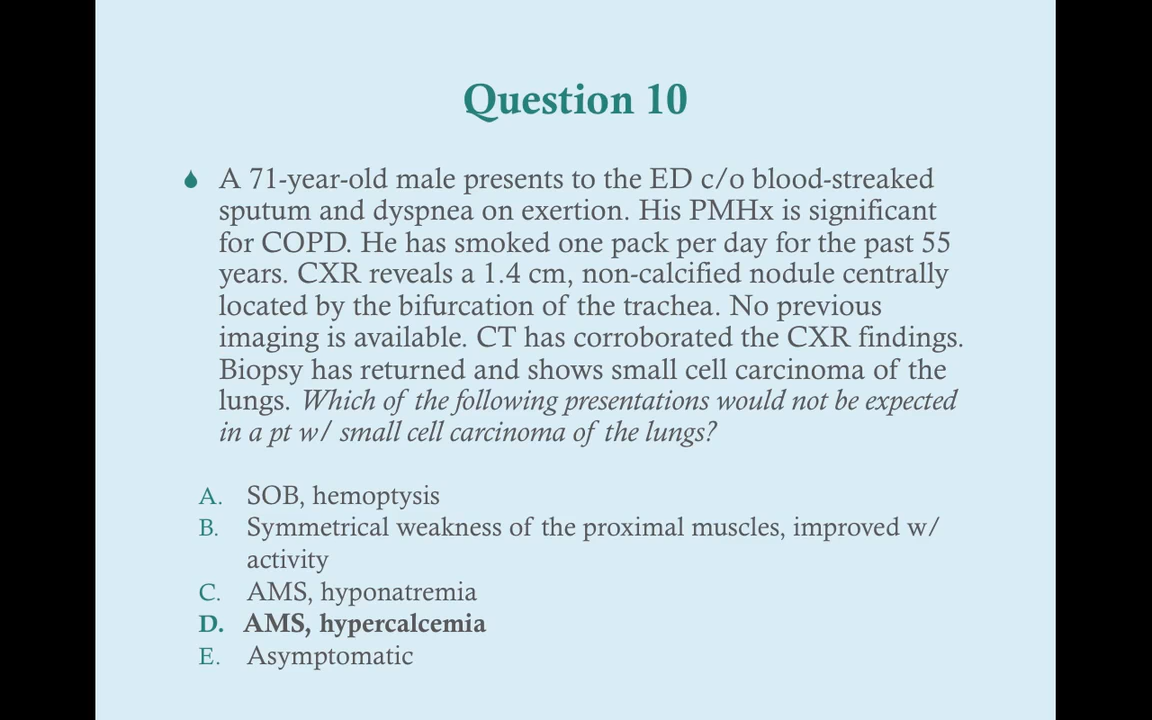 Question 10
A 71-year-old male presents to the ED c/o blood-streaked
sputum and dyspnea on exertion. His PMHx is significant
for COPD. He has smoked one pack per day for the past 55
years. CXR reveals a 1.4 cm, non-calcified nodule centrally
located by the bifurcation of the trachea. No previous
imaging is available. CT has corroborated the CXR findings.
Biopsy has returned and shows small cell carcinoma of the
lungs. Which of the following presentations would not be expected
in a pt w/ small cell carcinoma of the lungs?
A. SOB, hemoptysis
B. Symmetrical weakness of the proximal muscles, improved w/
activity
C. AMS, hyponatremia
D. AMS, hypercalcemia
E. Asymptomatic